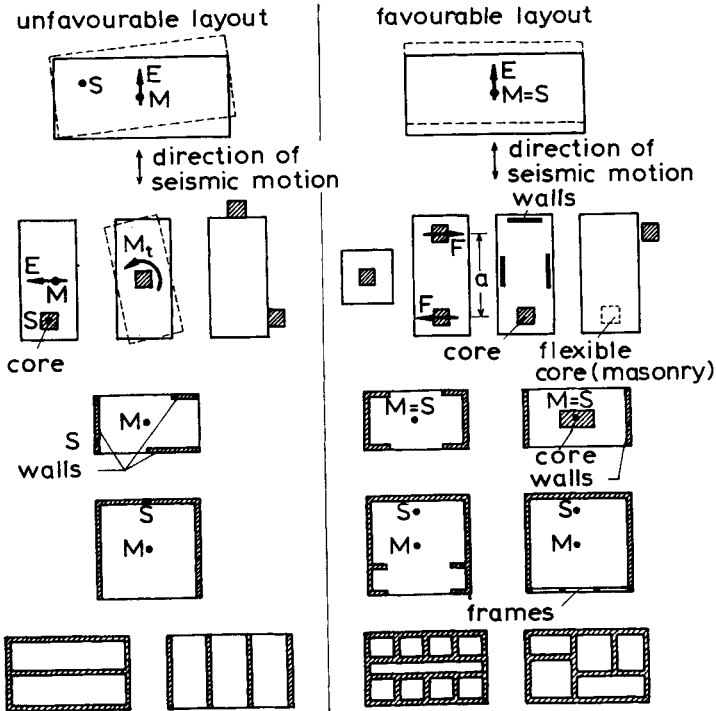 unfavourable layout
E
S
M
direction of
seismic motion
E
M
S
core
Mt
M
S
walls
S
M
favourable layout
E
M=S
direction of
seismic motion
walls
F
a
F
core
flexible
core (masonry)
M=S
M=S
core
walls
S
M
S
M
frames